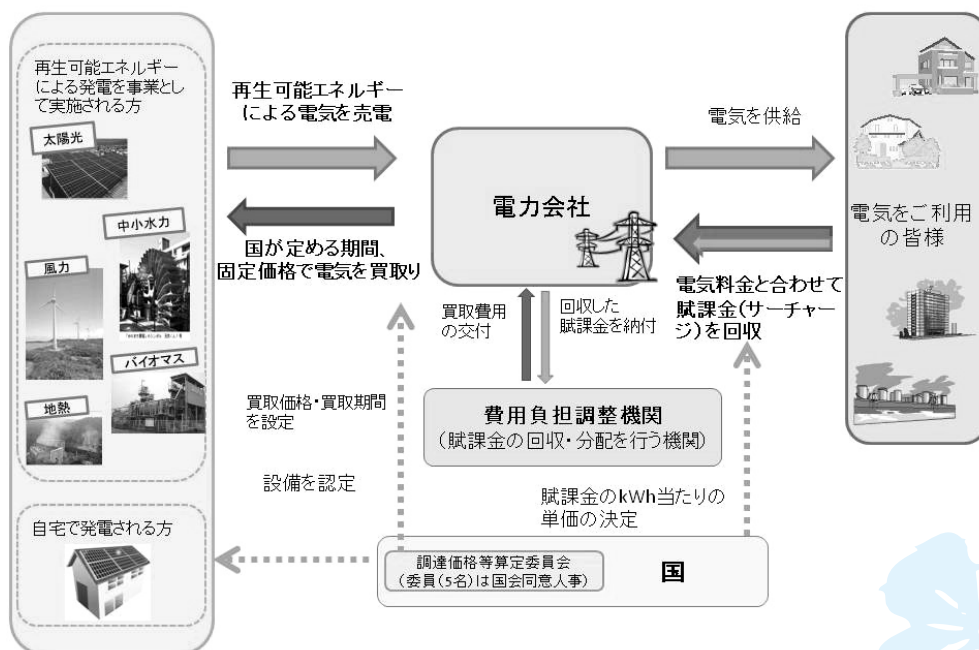 再生可能エネルギー
による発電を事業とし
て実施される方
太陽光
中小水力
風力
バイオマス
地熱
自宅で発電される方
再生可能エネルギー
による電気を売電
国が定める期間、
固定価格で電気を買取り
電力会社
電気を供給
電気をご利用
の皆様
電気料金と合わせて
賦課金(サーチャー
ジ)を回収
買取費用
の交付
回収した
賦課金を納付
費用負担調整機関
(賦課金の回収・分配を行う機関)
買取価格・買取期間
を設定
設備を認定
賦課金のkWh当たりの
単価の決定
調達価格等算定委員会
(委員(5名)は国会同意人事)
国